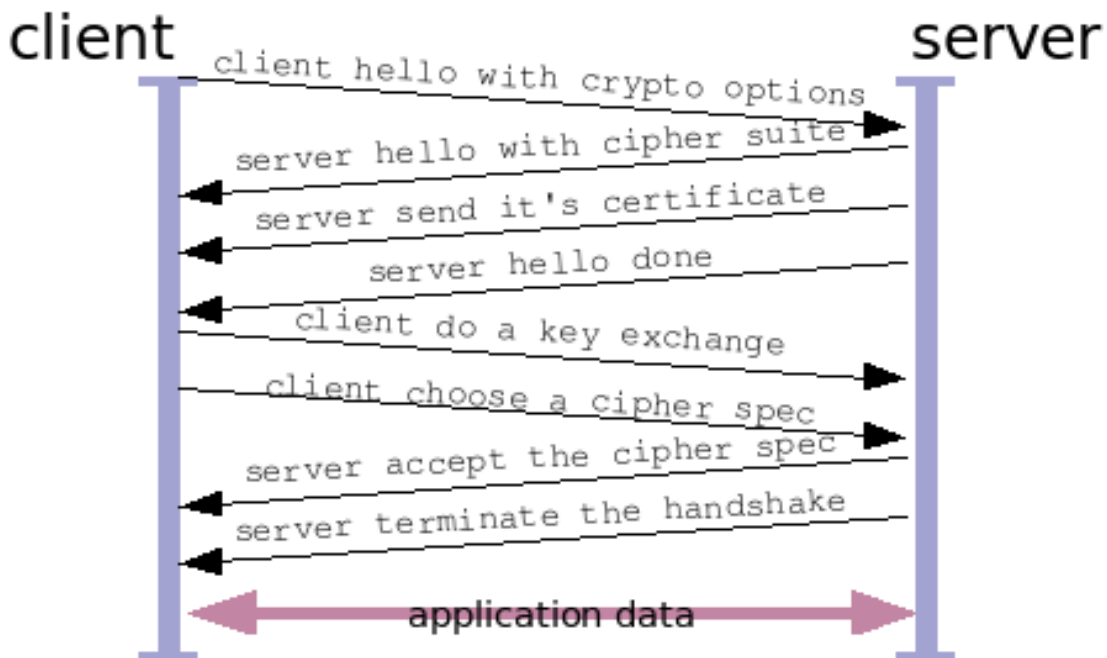 client
server
client hello with crypto options
server hello with cipher suite
server send it's certificate
server hello done
client do a key exchange
client choose a cipher spec
server accept the cipher spec
server terminate the handshake
application data